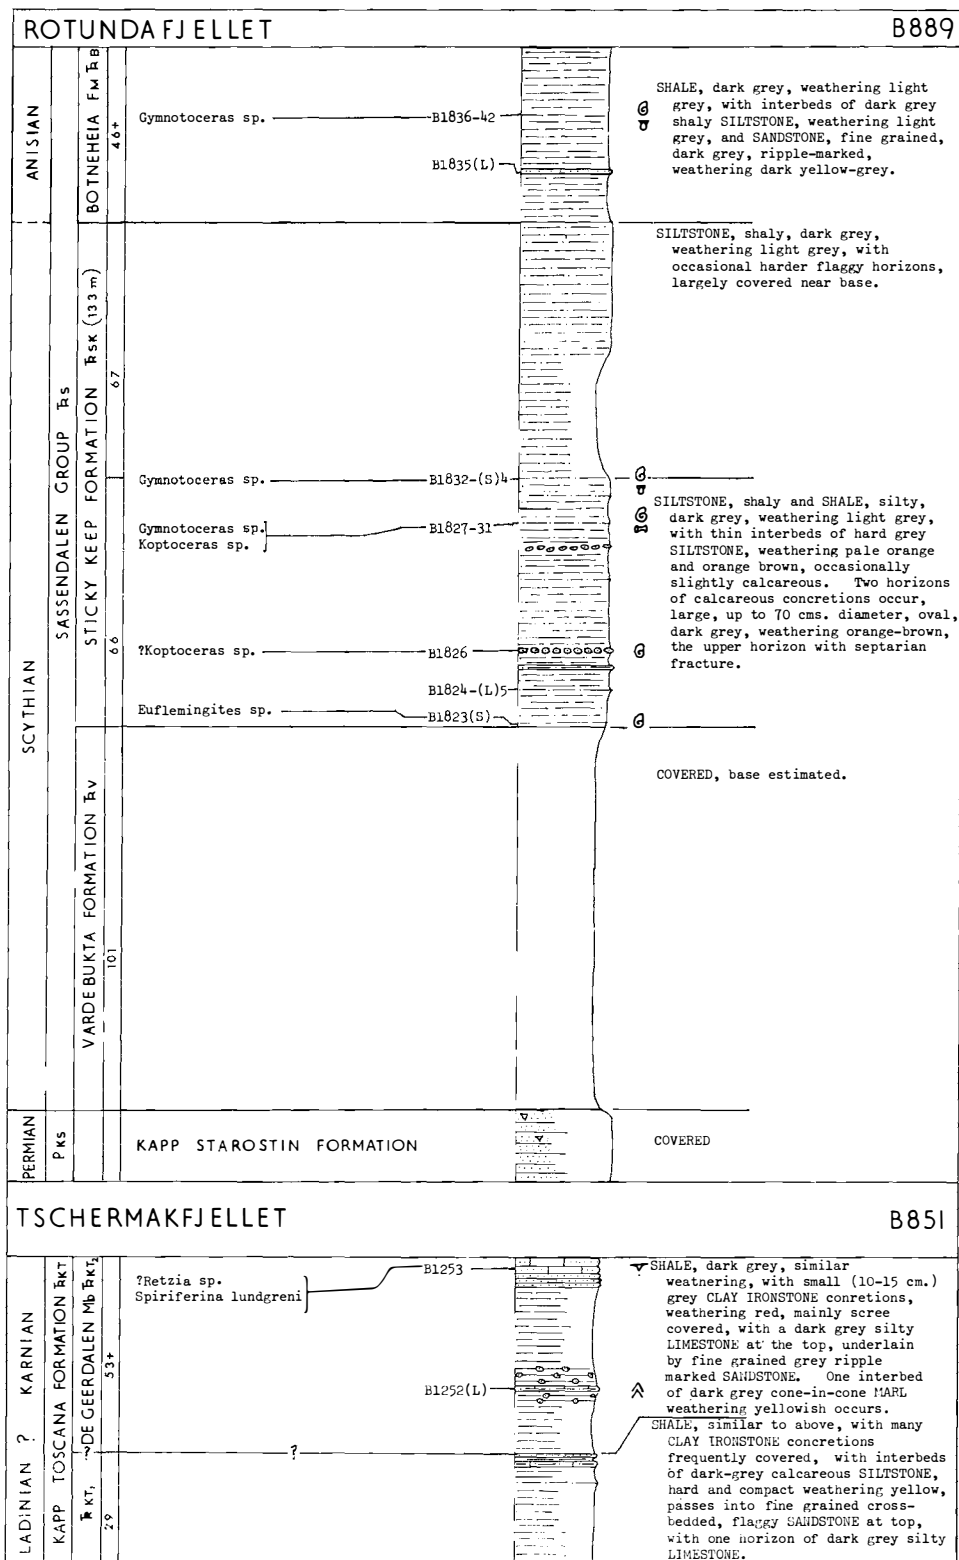 ROTUNDAFJELLET B889
ANISIAN
SCYTHIAN
SASSENDALEN GROUP ƮS
BOTNEHEIA FM ƮB
46+
STICKY KEEP FORMATION ƮSK (133 m)
67
66
VARDEBUKTA FORMATION ƮV
101
Gymnotoceras sp. B1836-42
B1835(L)
Gymnotoceras sp. B1832-(S)4
Gymnotoceras sp. B1827-31
Koptoceras sp.
?Koptoceras sp. B1826
B1824-(L)5
Euflemingites sp. B1823(S)
SHALE, dark grey, weathering light
grey, with interbeds of dark grey
shaly SILTSTONE, weathering light
grey, and SANDSTONE, fine grained,
dark grey, ripple-marked,
weathering dark yellow-grey.
SILTSTONE, shaly, dark grey,
weathering light grey, with
occasional harder flaggy horizons,
largely covered near base.
SILTSTONE, shaly and SHALE, silty,
dark grey, weathering light grey,
with thin interbeds of hard grey
SILTSTONE, weathering pale orange
and orange brown, occasionally
slightly calcareous. Two horizons
of calcareous concretions occur,
large, up to 70 cms. diameter, oval,
dark grey, weathering orange-brown,
the upper horizon with septarian
fracture.
COVERED, base estimated.
PERMIAN
PKS
KAPP STAROSTIN FORMATION
COVERED
TSCHERMAKFJELLET B851
LADINIAN ? KARNIAN
KAPP TOSCANA FORMATION ƮKT
ƮKT₁ ? DE GEERDALEN Mb ƮKT₂
53+
29
?
?Retzia sp. B1253
Spiriferina lundgreni
B1252(L)
SHALE, dark grey, similar
weatnering, with small (10-15 cm.)
grey CLAY IRONSTONE conretions,
weathering red, mainly scree
covered, with a dark grey silty
LIMESTONE at the top, underlain
by fine grained grey ripple
marked SANDSTONE. One interbed
of dark grey cone-in-cone MARL
weathering yellowish occurs.
SHALE, similar to above, with many
CLAY IRONSTONE concretions
frequently covered, with interbeds
of dark-grey calcareous SILTSTONE,
hard and compact weathering yellow,
passes into fine grained cross-
bedded, flaggy SANDSTONE at top,
with one horizon of dark grey silty
LIMESTONE.